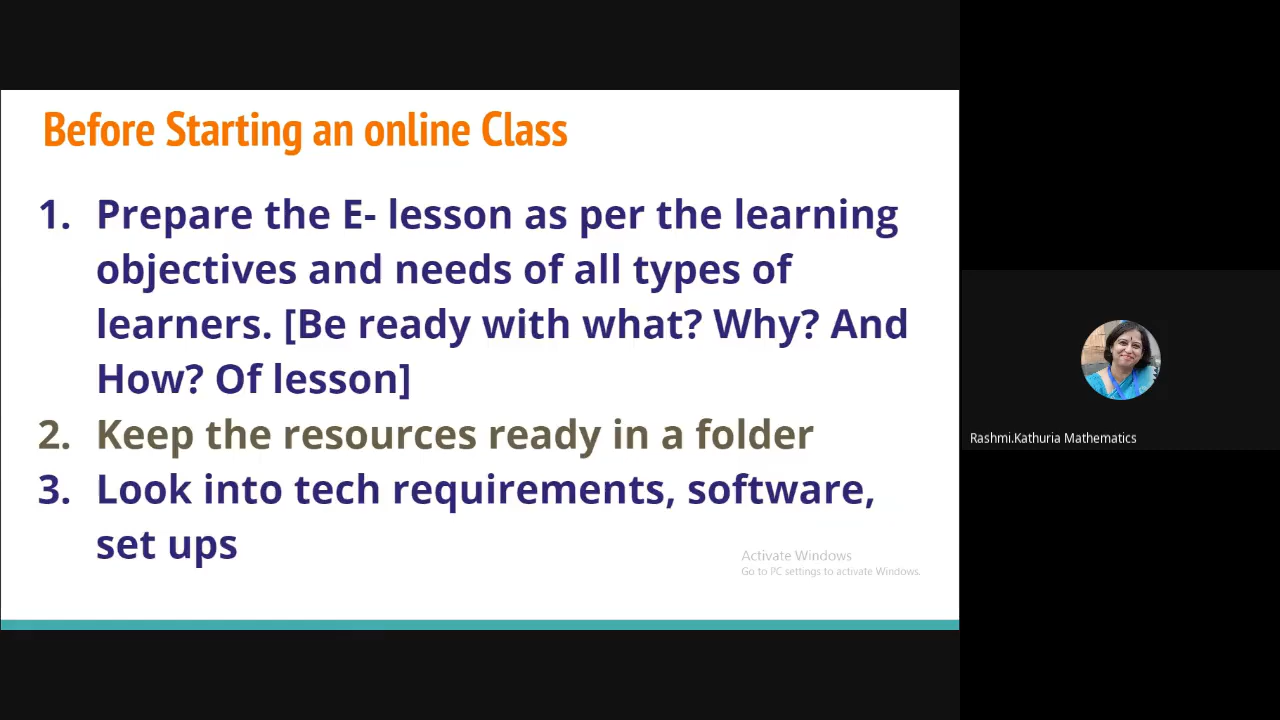 Before Starting an online Class
1. Prepare the E- lesson as per the learning
objectives and needs of all types of
learners. [Be ready with what? Why? And
How? Of lesson]
2. Keep the resources ready in a folder
3. Look into tech requirements, software,
set ups
Activate Windows
Go to PC settings to activate Windows.
Rashmi.Kathuria Mathematics